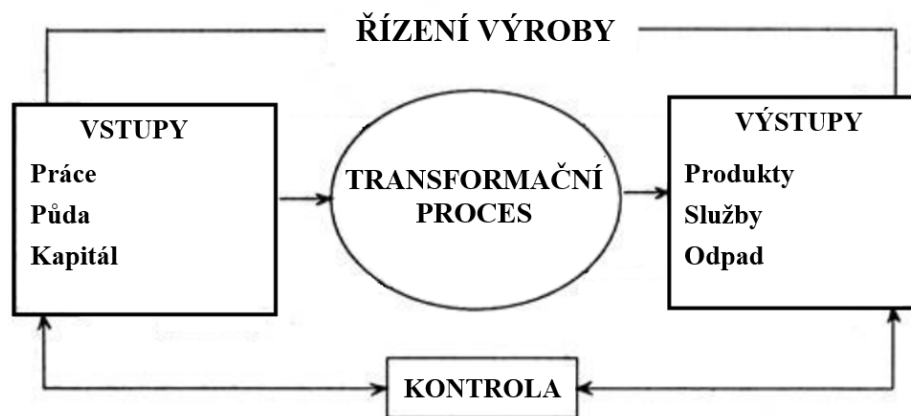 ŘÍZENÍ VÝROBY
VSTUPY
Práce
Půda
Kapitál
TRANSFORMAČNÍ
PROCES
VÝSTUPY
Produkty
Služby
Odpad
KONTROLA